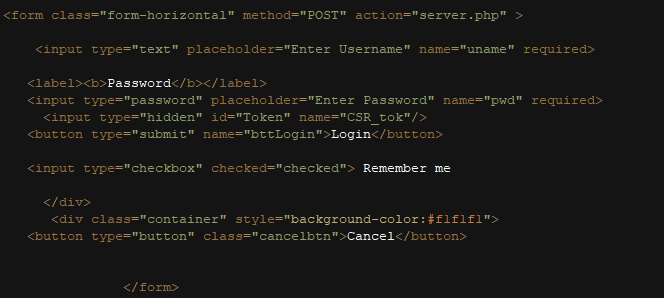 <form class="form-horizontal" method="POST" action="server.php" >
<input type="text" placeholder="Enter Username" name="uname" required>
<label><b>Password</b></label>
<input type="password" placeholder="Enter Password" name="pwd" required>
<input type="hidden" id="Token" name="CSR_tok"/>
<button type="submit" name="bttLogin">Login</button>
<input type="checkbox" checked="checked"> Remember me
</div>
<div class="container" style="background-color:#f1f1f1">
<button type="button" class="cancelbtn">Cancel</button>
</form>